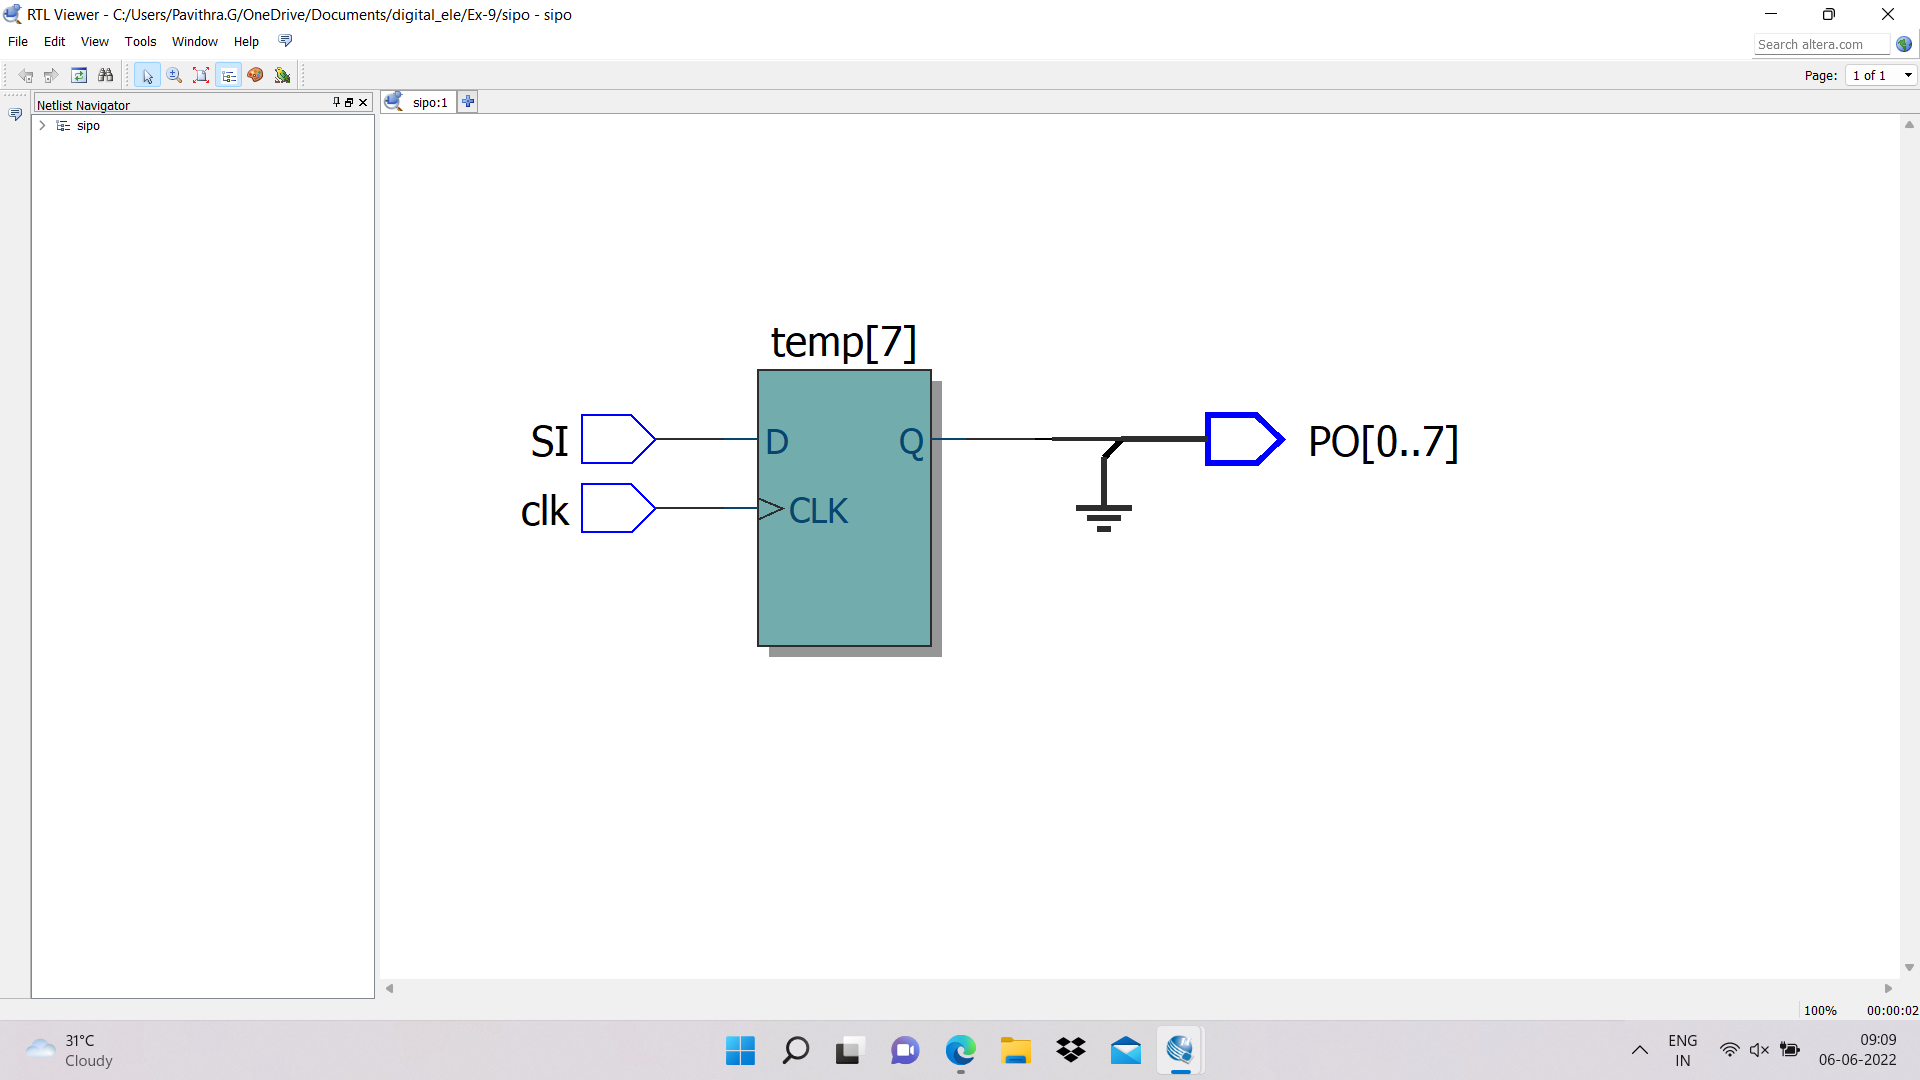 RTL Viewer - C:/Users/Pavithra.G/OneDrive/Documents/digital_ele/Ex-9/sipo - sipo
File Edit View Tools Window Help
Search altera.com
Page: 1 of 1
Netlist Navigator
sipo:1
sipo
temp[7]
SI D Q PO[0..7]
clk CLK
100% 00:00:02
31°C
Cloudy
ENG
IN
09:09
06-06-2022